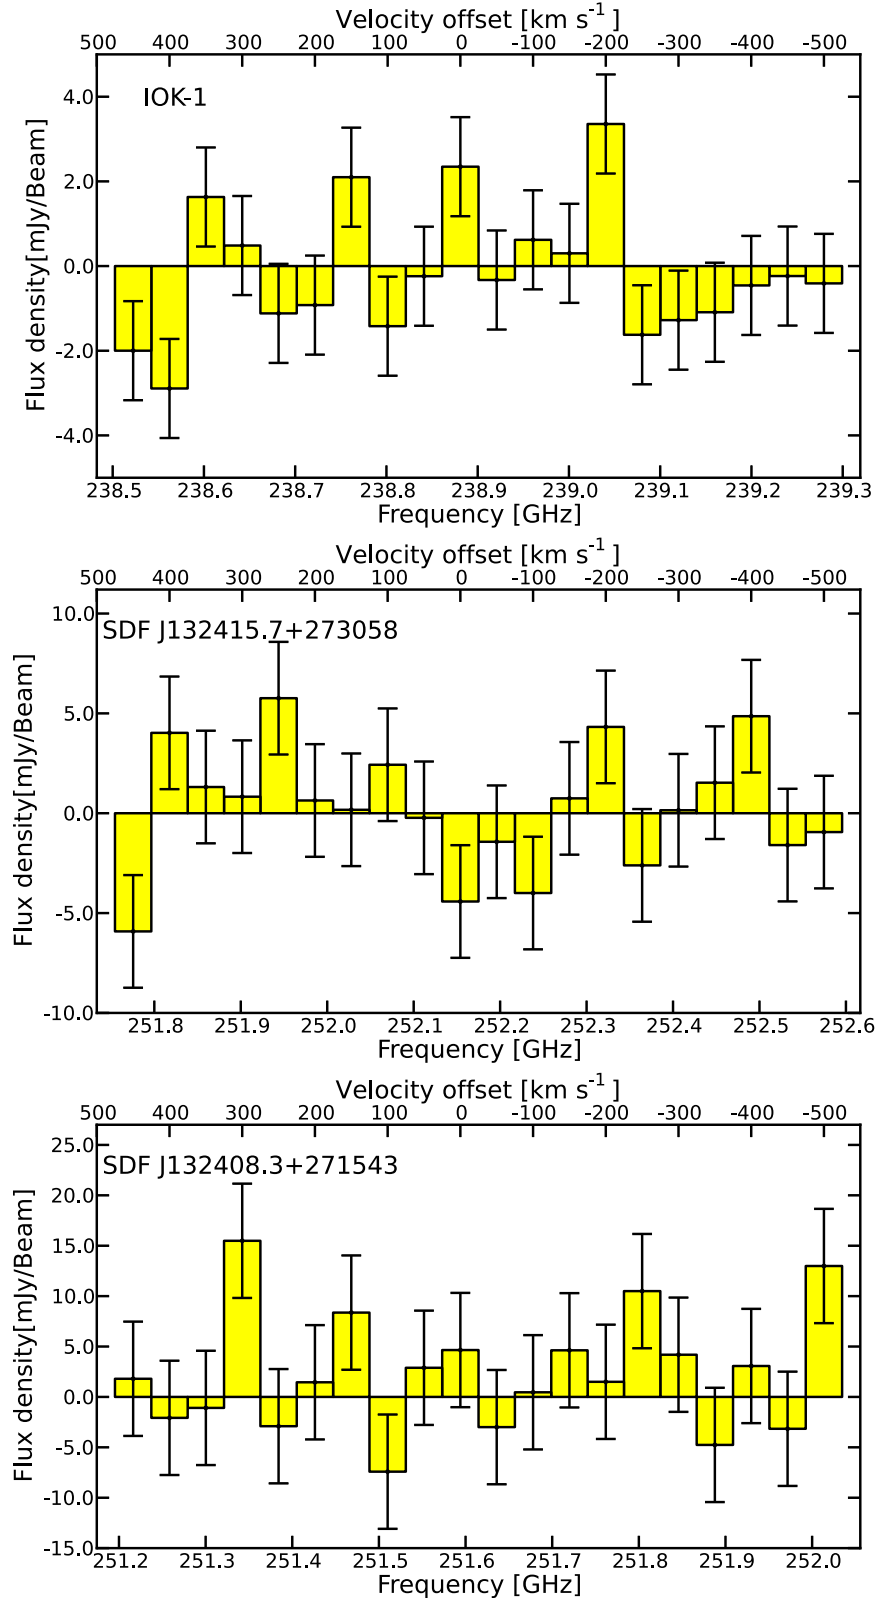 Velocity offset [km s-1]
500 400 300 200 100 0 -100 -200 -300 -400 -500
IOK-1
4.0
2.0
0.0
-2.0
-4.0
Flux density[mJy/Beam]
238.5 238.6 238.7 238.8 238.9 239.0 239.1 239.2 239.3
Frequency [GHz]
Velocity offset [km s-1]
500 400 300 200 100 0 -100 -200 -300 -400 -500
SDF J132415.7+273058
10.0
5.0
0.0
-5.0
-10.0
Flux density[mJy/Beam]
251.8 251.9 252.0 252.1 252.2 252.3 252.4 252.5 252.6
Frequency [GHz]
Velocity offset [km s-1]
500 400 300 200 100 0 -100 -200 -300 -400 -500
SDF J132408.3+271543
25.0
20.0
15.0
10.0
5.0
0.0
-5.0
-10.0
-15.0
Flux density[mJy/Beam]
251.2 251.3 251.4 251.5 251.6 251.7 251.8 251.9 252.0
Frequency [GHz]